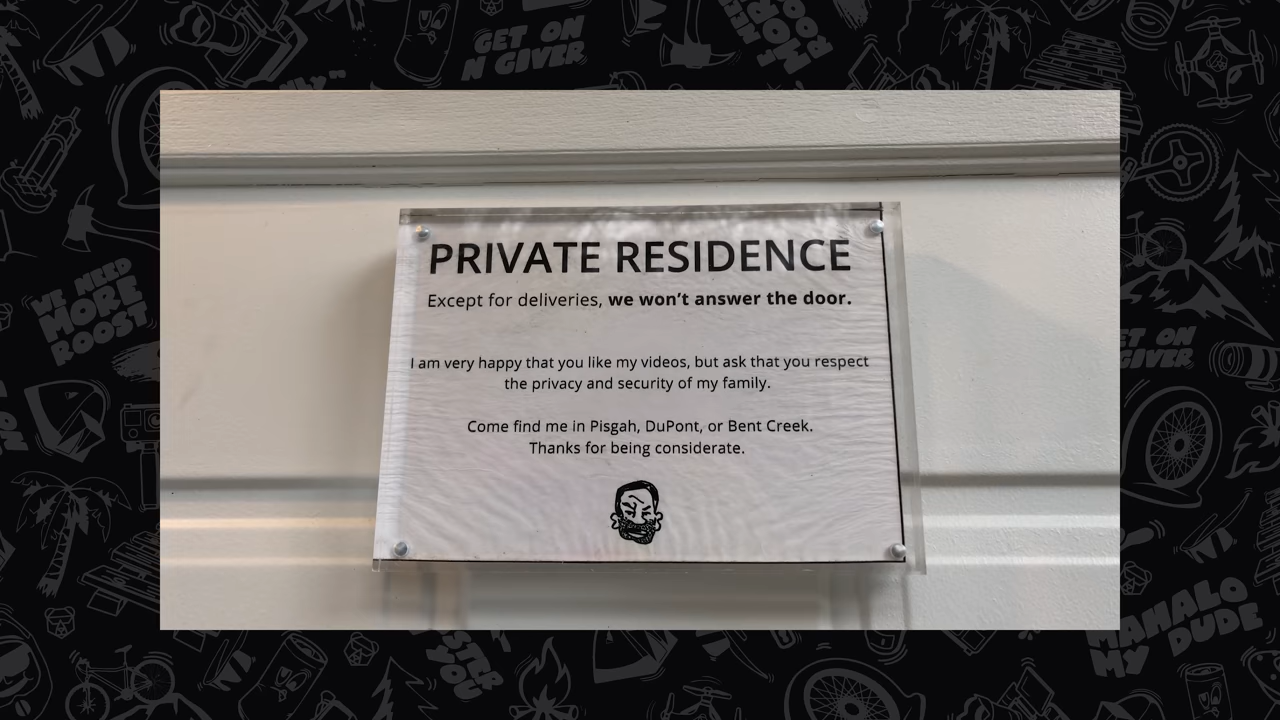 GET ON
N GIVER
MORE
WE NEED
MORE
ROOST
PRIVATE RESIDENCE
Except for deliveries, we won't answer the door.
I am very happy that you like my videos, but ask that you respect
the privacy and security of my family.
Come find me in Pisgah, DuPont, or Bent Creek.
Thanks for being considerate.
GET ON
GIVER
YOU
MAHALO
MY DUDE